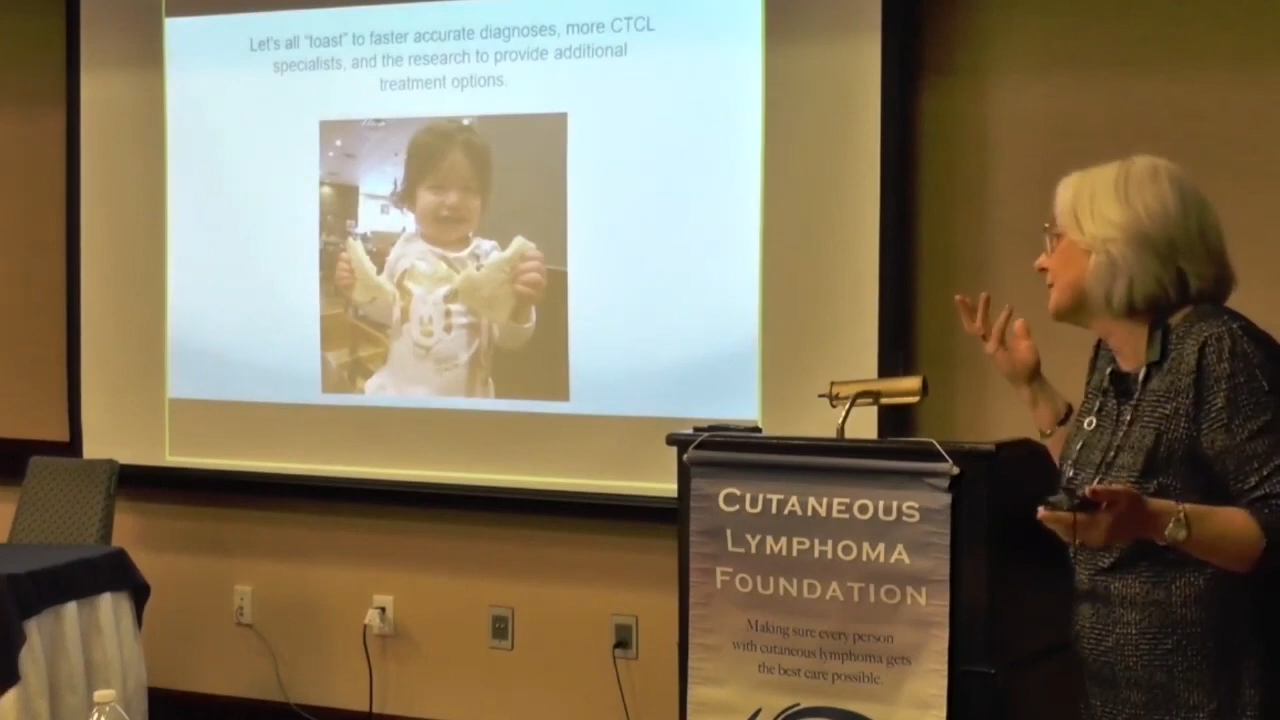 Let's all "toast" to faster accurate diagnoses, more CTCL
specialists, and the research to provide additional
treatment options.
CUTANEOUS
LYMPHOMA
FOUNDATION
Making sure every person
with cutaneous lymphoma gets
the best care possible.